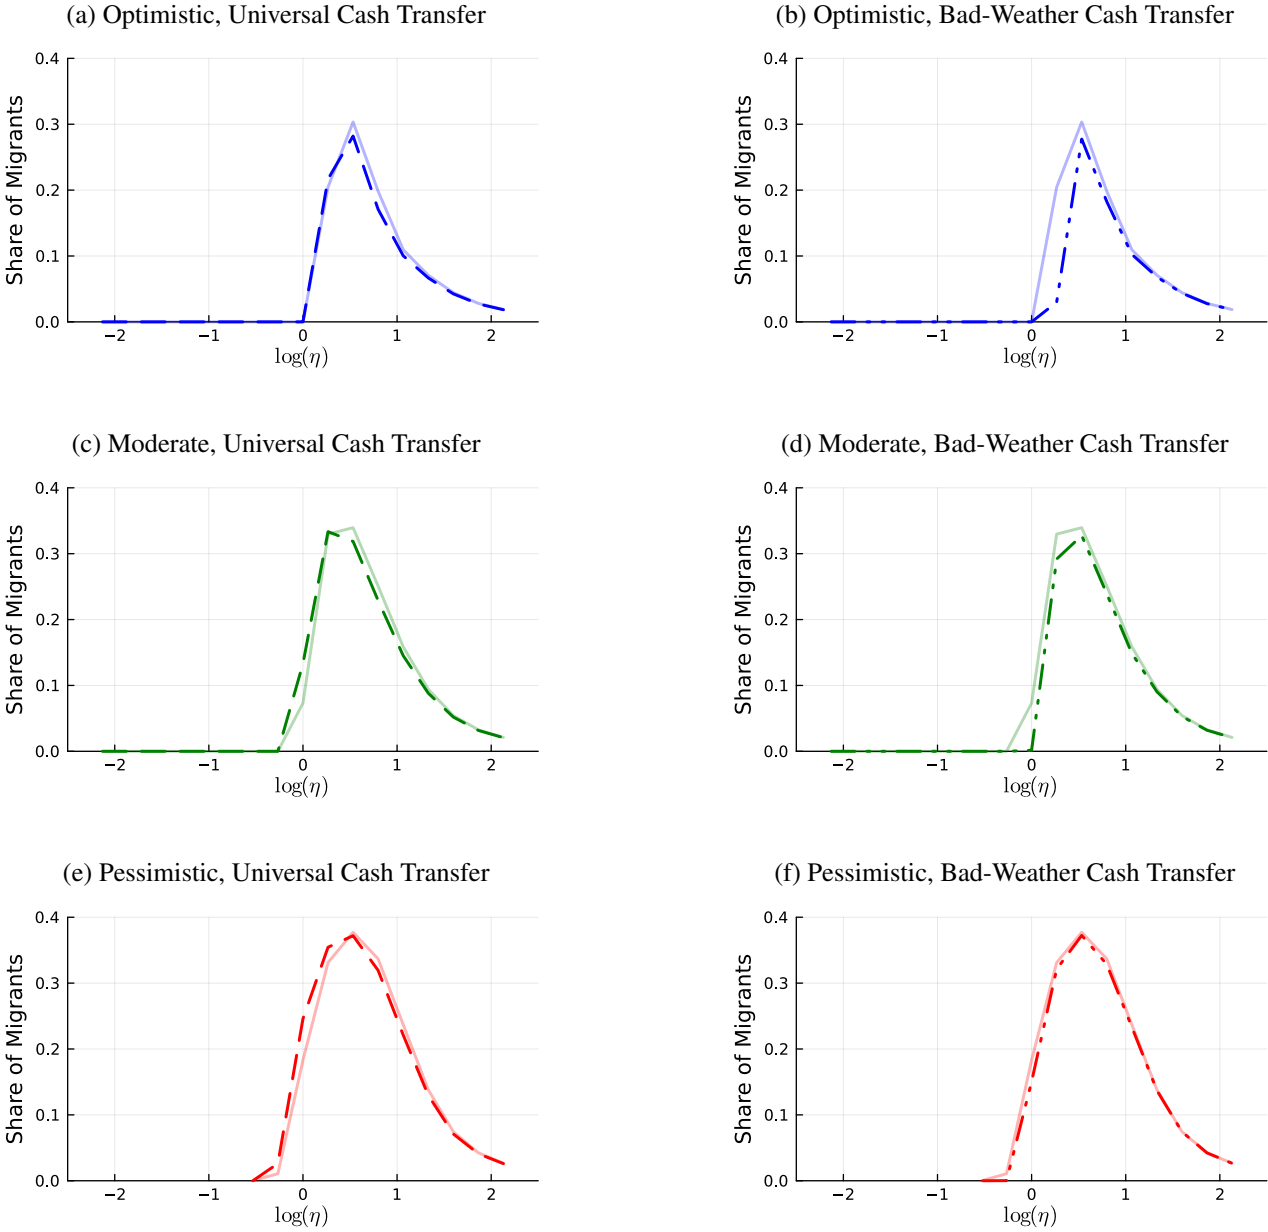 (a) Optimistic, Universal Cash Transfer
0.4
0.3
0.2
0.1
0.0
Share of Migrants
−2 −1 0 1 2
log(η)
(b) Optimistic, Bad-Weather Cash Transfer
0.4
0.3
0.2
0.1
0.0
Share of Migrants
−2 −1 0 1 2
log(η)
(c) Moderate, Universal Cash Transfer
0.4
0.3
0.2
0.1
0.0
Share of Migrants
−2 −1 0 1 2
log(η)
(d) Moderate, Bad-Weather Cash Transfer
0.4
0.3
0.2
0.1
0.0
Share of Migrants
−2 −1 0 1 2
log(η)
(e) Pessimistic, Universal Cash Transfer
0.4
0.3
0.2
0.1
0.0
Share of Migrants
−2 −1 0 1 2
log(η)
(f) Pessimistic, Bad-Weather Cash Transfer
0.4
0.3
0.2
0.1
0.0
Share of Migrants
−2 −1 0 1 2
log(η)